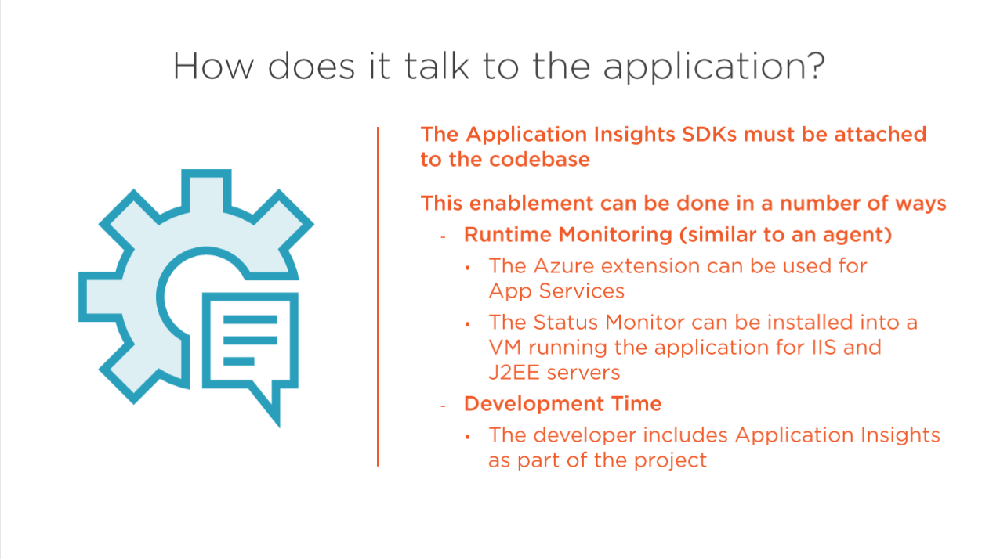 How does it talk to the application?
The Application Insights SDKs must be attached
to the codebase
This enablement can be done in a number of ways
- Runtime Monitoring (similar to an agent)
• The Azure extension can be used for
App Services
• The Status Monitor can be installed into a
VM running the application for IIS and
J2EE servers
- Development Time
• The developer includes Application Insights
as part of the project